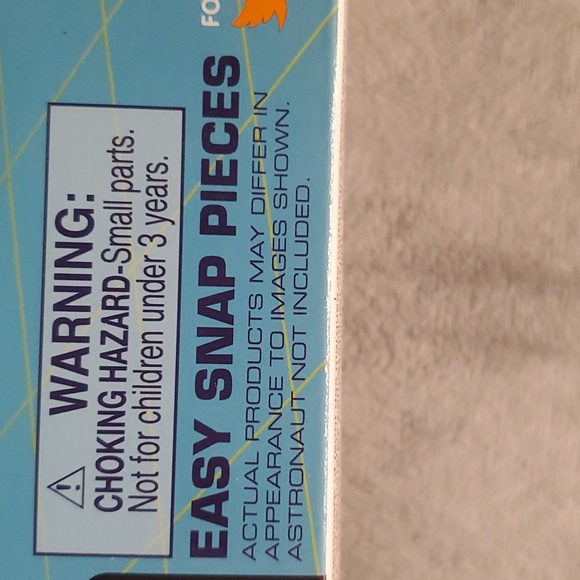 WARNING:
CHOKING HAZARD-Small parts.
Not for children under 3 years.
EASY SNAP PIECES
ACTUAL PRODUCTS MAY DIFFER IN
APPEARANCE TO IMAGES SHOWN.
ASTRONAUT NOT INCLUDED.
FO